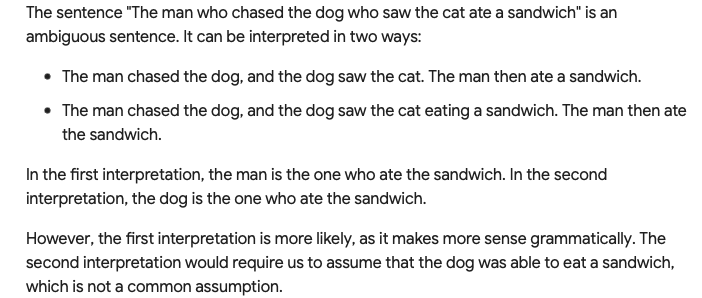 The sentence "The man who chased the dog who saw the cat ate a sandwich" is an
ambiguous sentence. It can be interpreted in two ways:
• The man chased the dog, and the dog saw the cat. The man then ate a sandwich.
• The man chased the dog, and the dog saw the cat eating a sandwich. The man then ate
the sandwich.
In the first interpretation, the man is the one who ate the sandwich. In the second
interpretation, the dog is the one who ate the sandwich.
However, the first interpretation is more likely, as it makes more sense grammatically. The
second interpretation would require us to assume that the dog was able to eat a sandwich,
which is not a common assumption.